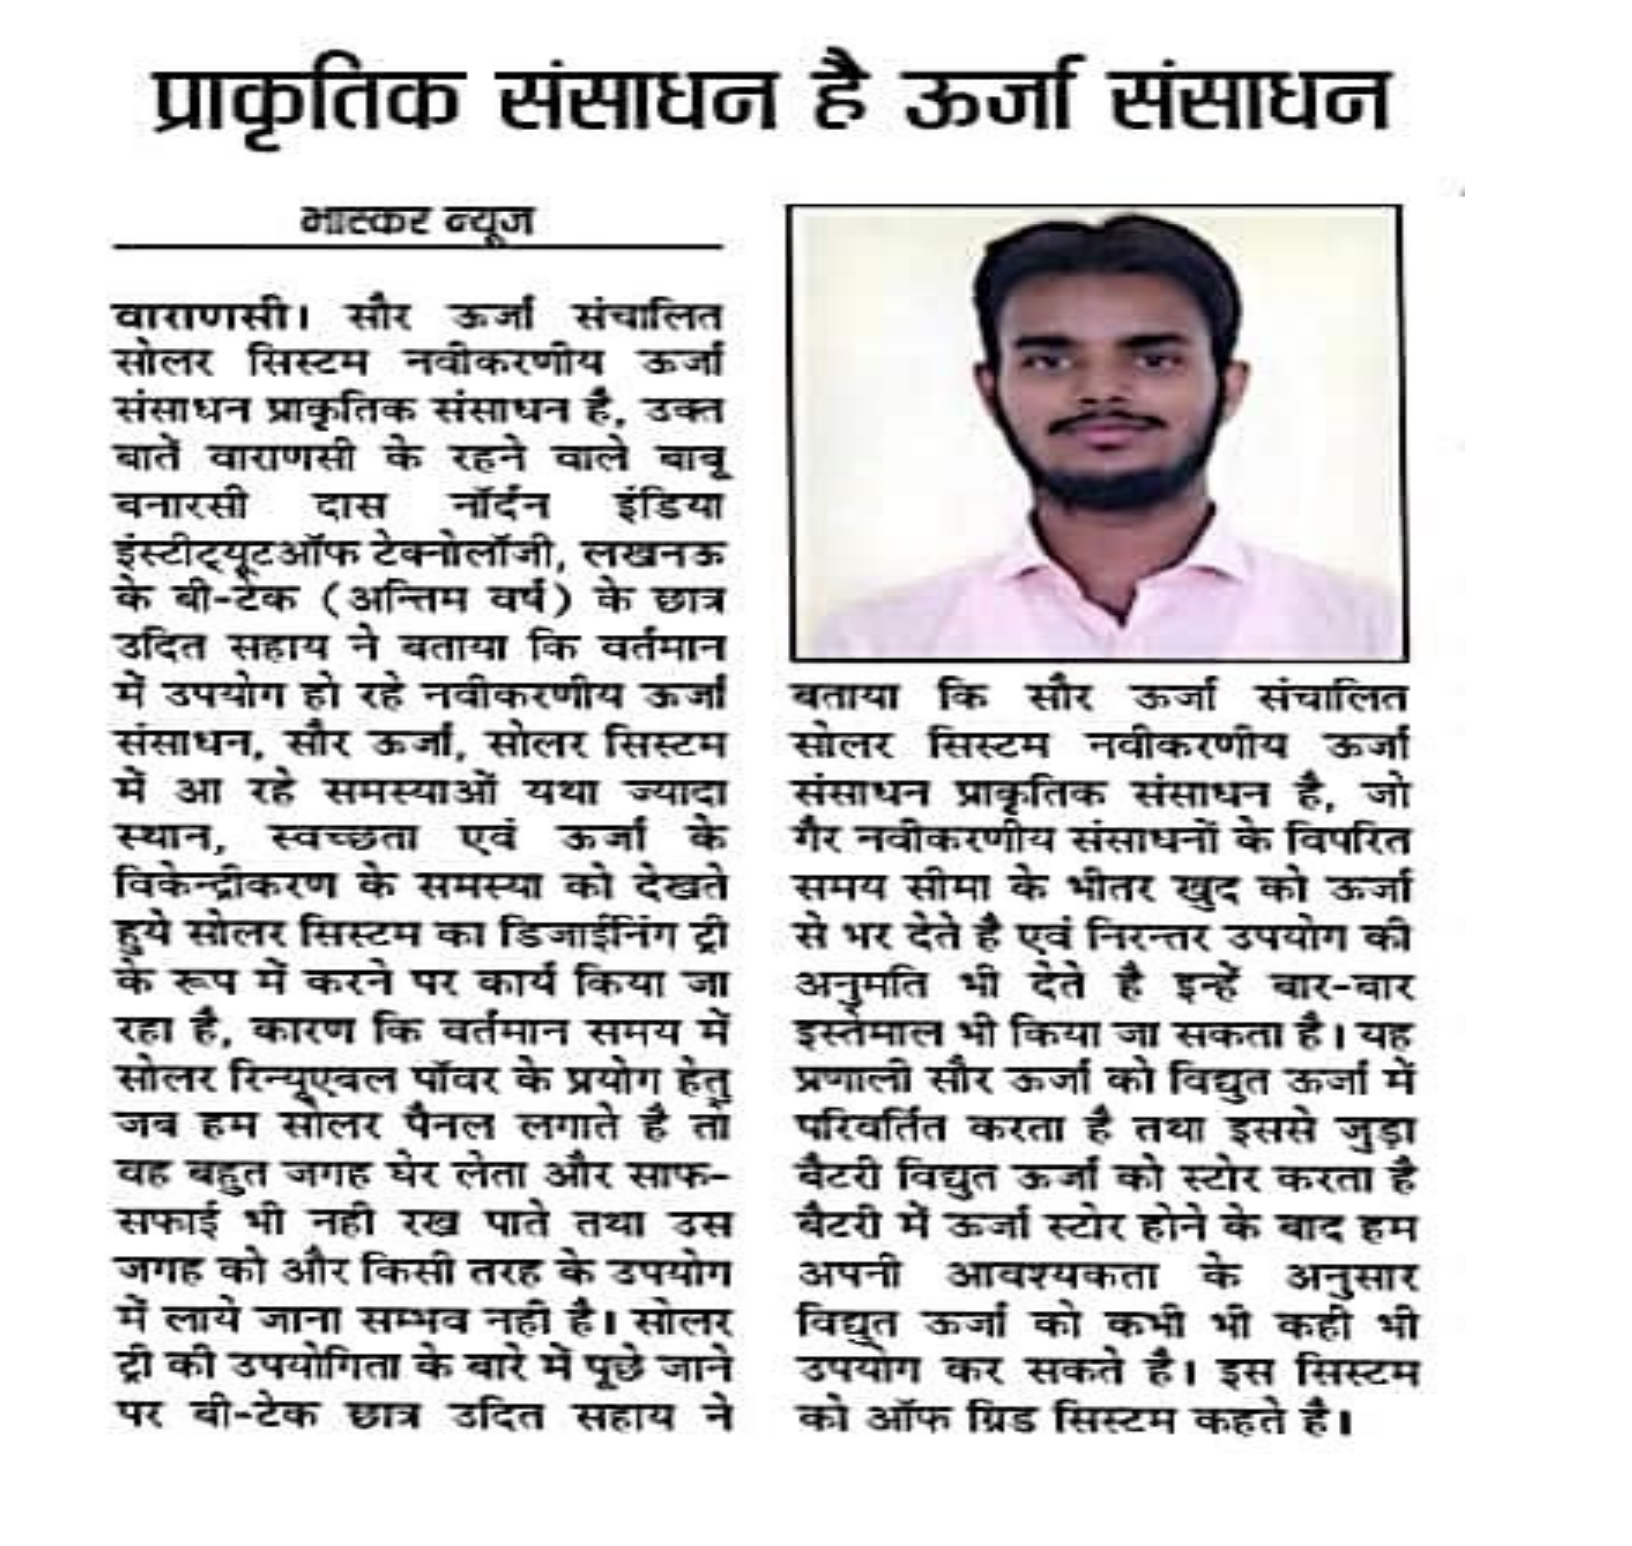 प्राकृतिक संसाधन है ऊर्जा संसाधन
भास्कर न्यूज
वाराणसी। सौर ऊर्जा संचालित
सोलर सिस्टम नवीकरणीय ऊर्जा
संसाधन प्राकृतिक संसाधन है, उक्त
बातें वाराणसी के रहने वाले बाबू
बनारसी दास नॉर्दन इंडिया
इंस्टीट्यूटऑफ टेक्नोलॉजी, लखनऊ
के बी-टेक (अन्तिम वर्ष) के छात्र
उदित सहाय ने बताया कि वर्तमान
में उपयोग हो रहे नवीकरणीय ऊर्जा
संसाधन, सौर ऊर्जा, सोलर सिस्टम
में आ रहे समस्याओं यथा ज्यादा
स्थान, स्वच्छता एवं ऊर्जा के
विकेन्द्रीकरण के समस्या को देखते
हुये सोलर सिस्टम का डिजाईनिंग ट्री
के रूप में करने पर कार्य किया जा
रहा है, कारण कि वर्तमान समय में
सोलर रिन्यूएबल पॉवर के प्रयोग हेतु
जब हम सोलर पैनल लगाते है तो
वह बहुत जगह घेर लेता और साफ-
सफाई भी नही रख पाते तथा उस
जगह को और किसी तरह के उपयोग
में लाये जाना सम्भव नही है। सोलर
ट्री की उपयोगिता के बारे में पूछे जाने
पर बी-टेक छात्र उदित सहाय ने
बताया कि सौर ऊर्जा संचालित
सोलर सिस्टम नवीकरणीय ऊर्जा
संसाधन प्राकृतिक संसाधन है, जो
गैर नवीकरणीय संसाधनों के विपरित
समय सीमा के भीतर खुद को ऊर्जा
से भर देते है एवं निरन्तर उपयोग की
अनुमति भी देते है इन्हें बार-बार
इस्तेमाल भी किया जा सकता है। यह
प्रणाली सौर ऊर्जा को विद्युत ऊर्जा में
परिवर्तित करता है तथा इससे जुड़ा
बैटरी विद्युत ऊर्जा को स्टोर करता है
बैटरी में ऊर्जा स्टोर होने के बाद हम
अपनी आवश्यकता के अनुसार
विद्युत ऊर्जा को कभी भी कही भी
उपयोग कर सकते है। इस सिस्टम
को ऑफ ग्रिड सिस्टम कहते है।